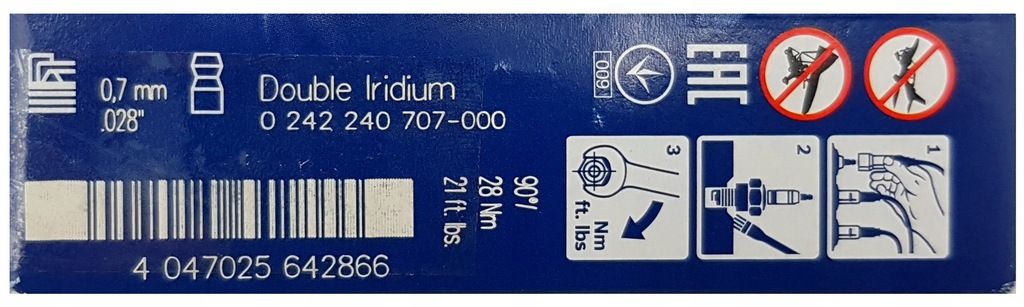 0,7 mm
.028"
Double Iridium
0 242 240 707-000
4 047025 642866
90°/
28 Nm
21 ft. lbs.
009
EAC
1
2
3
Nm
ft. lbs